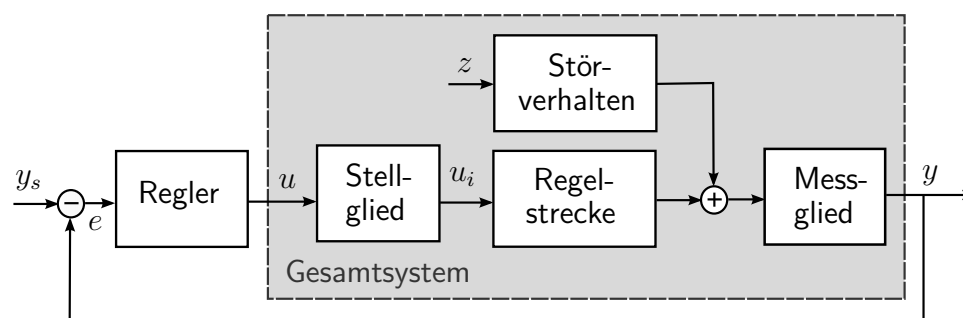 z
Stör-
verhalten
y_s
−
e
Regler
u
Stell-
glied
u_i
Regel-
strecke
+
Mess-
glied
y
Gesamtsystem